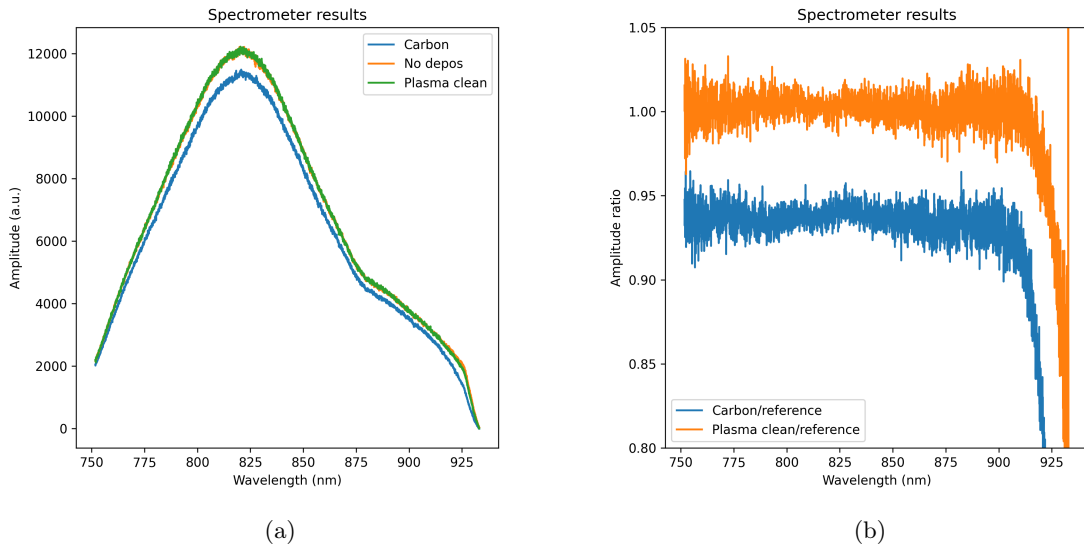 Spectrometer results
12000
10000
8000
6000
4000
2000
0
Amplitude (a.u.)
750 775 800 825 850 875 900 925
Wavelength (nm)
Carbon
No depos
Plasma clean
(a)
Spectrometer results
1.05
1.00
0.95
0.90
0.85
0.80
Amplitude ratio
750 775 800 825 850 875 900 925
Wavelength (nm)
Carbon/reference
Plasma clean/reference
(b)